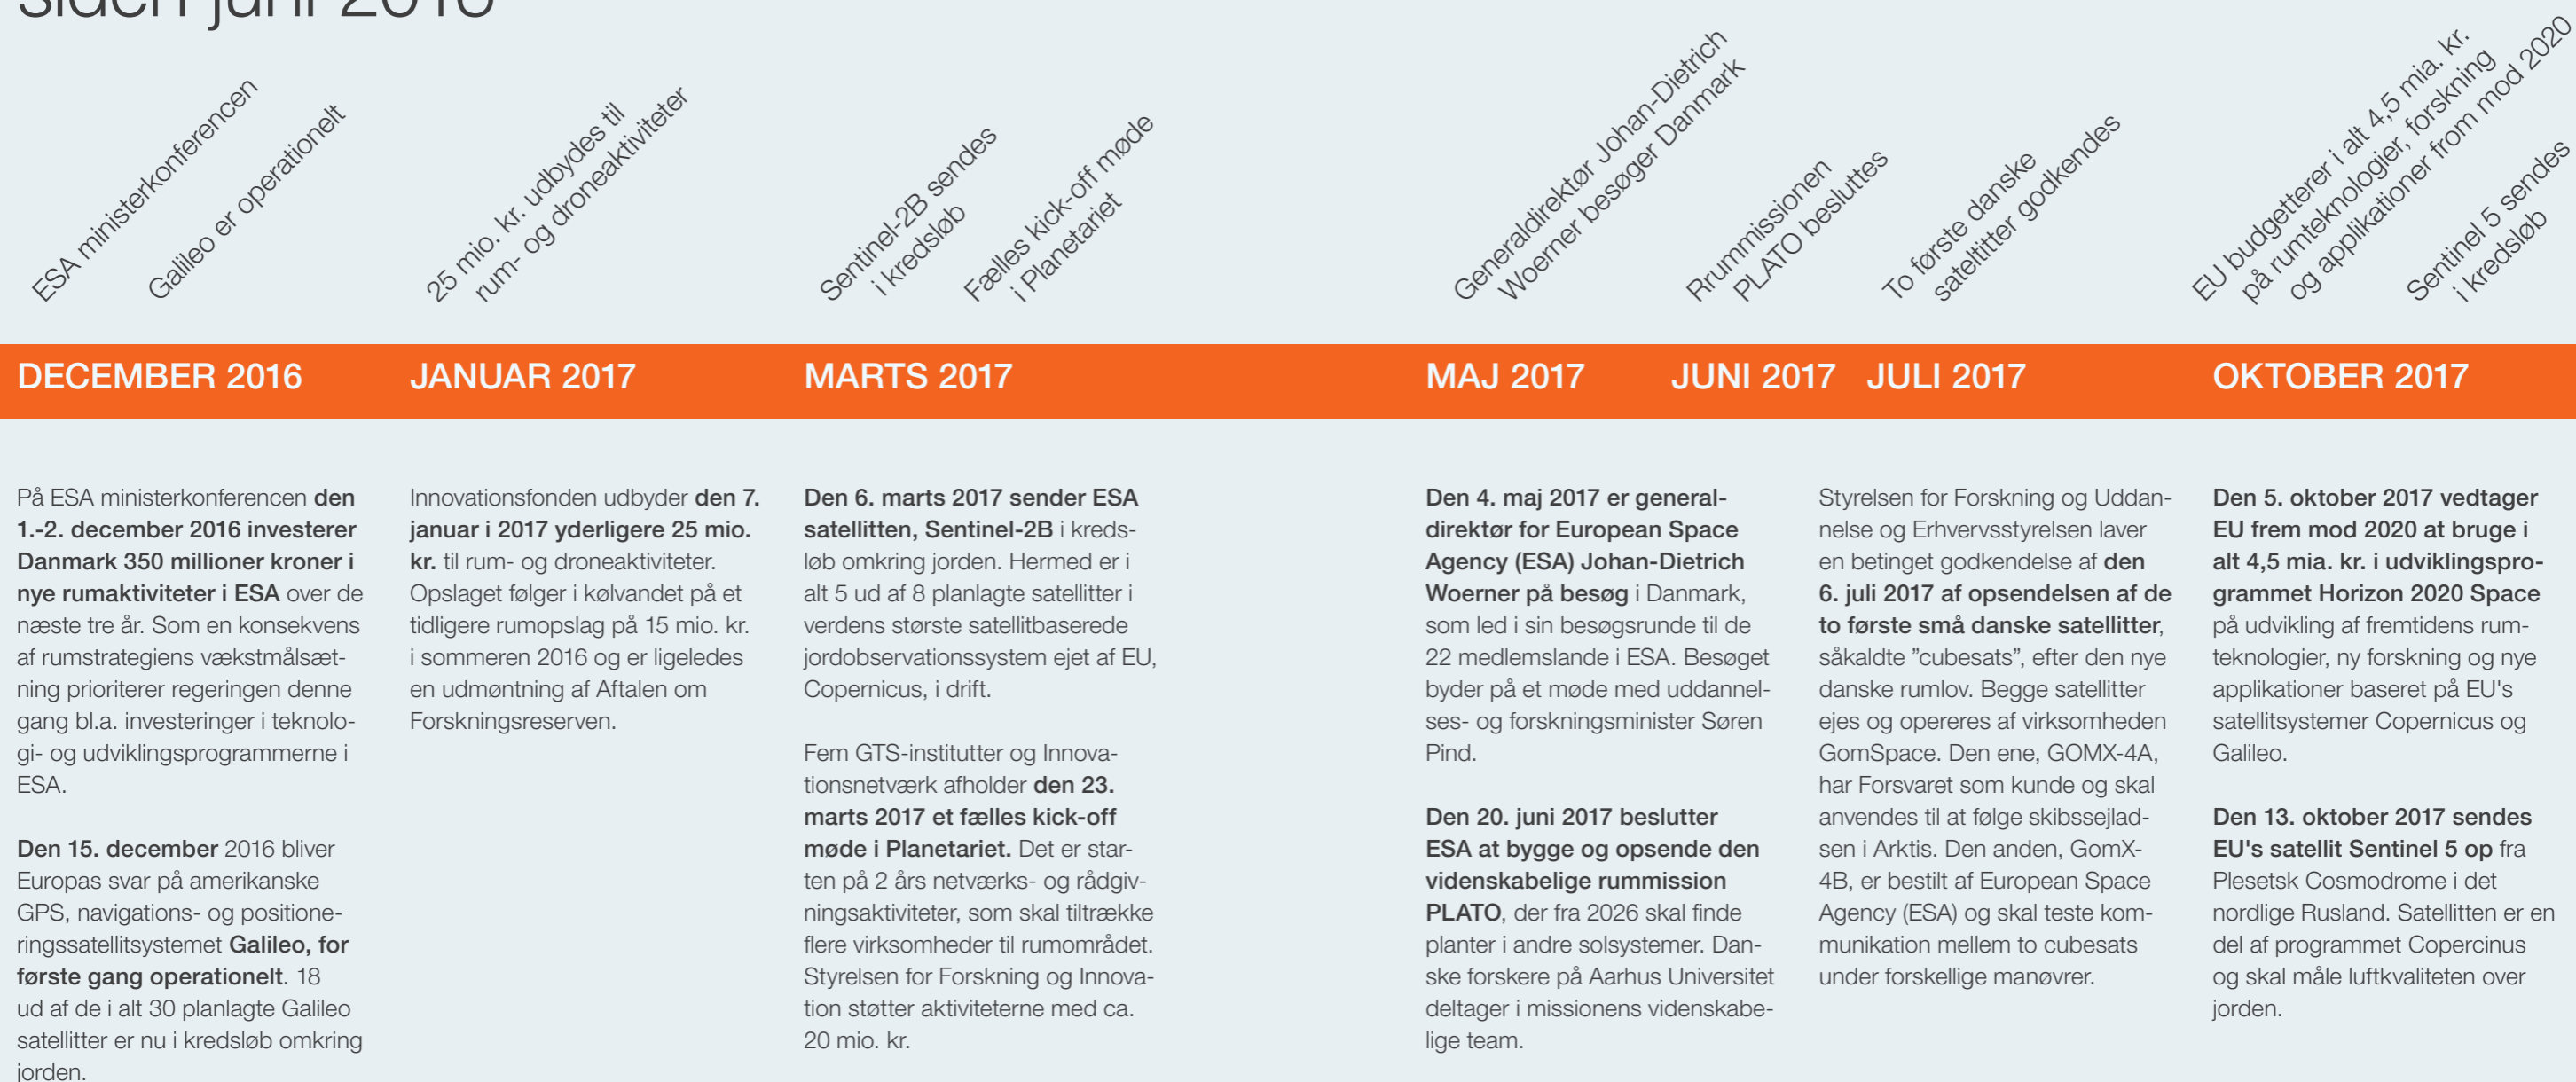 siden juni 2016
ESA ministerkonferencen
Galileo er operationelt
25 mio. kr. udbydes til
rum- og droneaktiviteter
Sentinel-2B sendes
i kredsløb
Fælles kick-off møde
i Planetariet
Generaldirektør Johan-Dietrich
Woerner besøger Danmark
Rrummissionen
PLATO besluttes
To første danske
sateltitter godkendes
EU budgetterer i alt 4,5 mia. kr.
på rumteknologier, forskning
og applikationer from mod 2020
Sentinel 5 sendes
i kredsløb
DECEMBER 2016
JANUAR 2017
MARTS 2017
MAJ 2017
JUNI 2017
JULI 2017
OKTOBER 2017
På ESA ministerkonferencen den
1.-2. december 2016 investerer
Danmark 350 millioner kroner i
nye rumaktiviteter i ESA over de
næste tre år. Som en konsekvens
af rumstrategiens vækstmålsæt-
ning prioriterer regeringen denne
gang bl.a. investeringer i teknolo-
gi- og udviklingsprogrammerne i
ESA.
Den 15. december 2016 bliver
Europas svar på amerikanske
GPS, navigations- og positione-
ringssatellitsystemet Galileo, for
første gang operationelt. 18
ud af de i alt 30 planlagte Galileo
satellitter er nu i kredsløb omkring
jorden.
Innovationsfonden udbyder den 7.
januar i 2017 yderligere 25 mio.
kr. til rum- og droneaktiviteter.
Opslaget følger i kølvandet på et
tidligere rumopslag på 15 mio. kr.
i sommeren 2016 og er ligeledes
en udmøntning af Aftalen om
Forskningsreserven.
Den 6. marts 2017 sender ESA
satellitten, Sentinel-2B i kreds-
løb omkring jorden. Hermed er i
alt 5 ud af 8 planlagte satellitter i
verdens største satellitbaserede
jordobservationssystem ejet af EU,
Copernicus, i drift.
Fem GTS-institutter og Innova-
tionsnetværk afholder den 23.
marts 2017 et fælles kick-off
møde i Planetariet. Det er star-
ten på 2 års netværks- og rådgiv-
ningsaktiviteter, som skal tiltrække
flere virksomheder til rumområdet.
Styrelsen for Forskning og Innova-
tion støtter aktiviteterne med ca.
20 mio. kr.
Den 4. maj 2017 er general-
direktør for European Space
Agency (ESA) Johan-Dietrich
Woerner på besøg i Danmark,
som led i sin besøgsrunde til de
22 medlemslande i ESA. Besøget
byder på et møde med uddannel-
ses- og forskningsminister Søren
Pind.
Den 20. juni 2017 beslutter
ESA at bygge og opsende den
videnskabelige rummission
PLATO, der fra 2026 skal finde
planter i andre solsystemer. Dan-
ske forskere på Aarhus Universitet
deltager i missionens videnskabe-
lige team.
Styrelsen for Forskning og Uddan-
nelse og Erhvervsstyrelsen laver
en betinget godkendelse af den
6. juli 2017 af opsendelsen af de
to første små danske satellitter,
såkaldte ”cubesats”, efter den nye
danske rumlov. Begge satellitter
ejes og opereres af virksomheden
GomSpace. Den ene, GOMX-4A,
har Forsvaret som kunde og skal
anvendes til at følge skibssejlad-
sen i Arktis. Den anden, GomX-
4B, er bestilt af European Space
Agency (ESA) og skal teste kom-
munikation mellem to cubesats
under forskellige manøvrer.
Den 5. oktober 2017 vedtager
EU frem mod 2020 at bruge i
alt 4,5 mia. kr. i udviklingspro-
grammet Horizon 2020 Space
på udvikling af fremtidens rum-
teknologier, ny forskning og nye
applikationer baseret på EU's
satellitsystemer Copernicus og
Galileo.
Den 13. oktober 2017 sendes
EU's satellit Sentinel 5 op fra
Plesetsk Cosmodrome i det
nordlige Rusland. Satellitten er en
del af programmet Copercinus
og skal måle luftkvaliteten over
jorden.